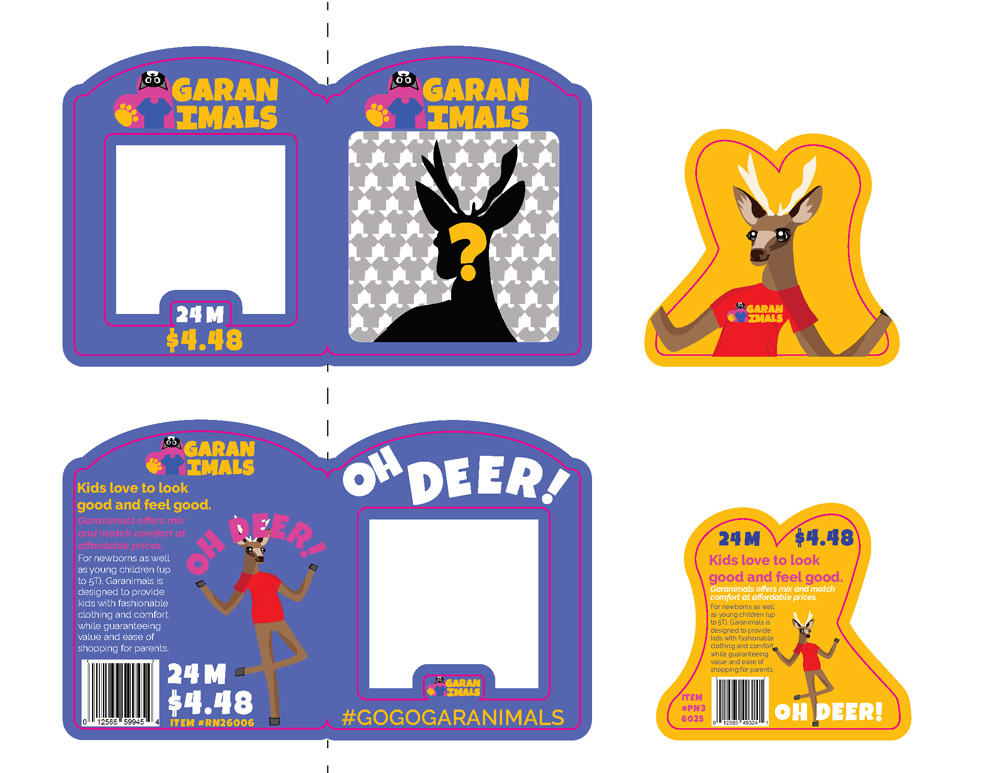 GARAN
IMALS
24 M
$4.48
GARAN
IMALS
?
GARAN
IMALS
GARAN
IMALS
Kids love to look
good and feel good.
Garanimals offers mix
and match comfort at
affordable prices.
For newborns as well
as young children (up
to 5T). Garanimals is
designed to provide
kids with fashionable
clothing and comfort
while guaranteeing
value and ease of
shopping for parents.
OH DEER!
0 12586 59945 4
24 M
$4.48
ITEM #RN26006
OH DEER!
GARAN
IMALS
#GOGOGARANIMALS
24 M $4.48
Kids love to look
good and feel good.
Garanimals offers mix and match
comfort at affordable prices.
For newborns as well
as young children (up
to 5T). Garanimals is
designed to provide
kids with fashionable
clothing and comfort
while guaranteeing
value and ease of
shopping for parents.
ITEM
#PN3
6025
OH DEER!